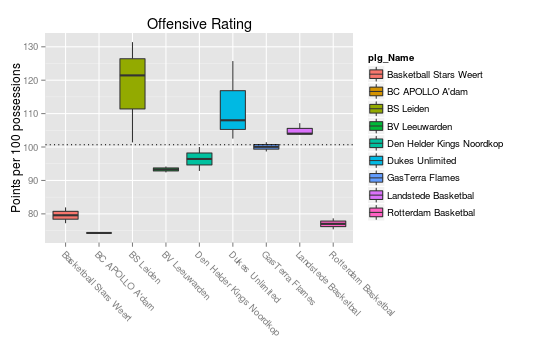 Offensive Rating
Points per 100 possessions
130
120
110
100
90
80
Basketball Stars Weert
BC APOLLO A'dam
BS Leiden
BV Leeuwarden
Den Helder Kings Noordkop
Dukes Unlimited
GasTerra Flames
Landstede Basketbal
Rotterdam Basketbal
plg_Name
Basketball Stars Weert
BC APOLLO A'dam
BS Leiden
BV Leeuwarden
Den Helder Kings Noordkop
Dukes Unlimited
GasTerra Flames
Landstede Basketbal
Rotterdam Basketbal